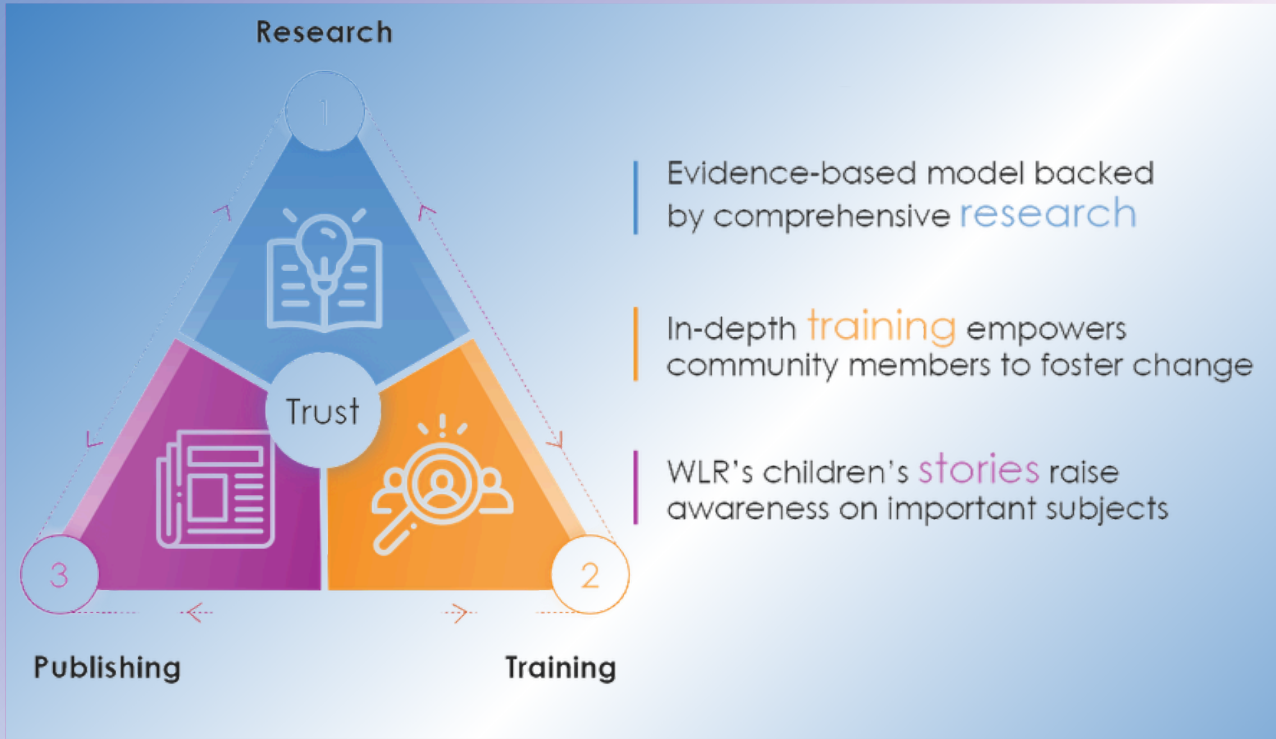 Research
1
Evidence-based model backed
by comprehensive research
In-depth training empowers
community members to foster change
Trust
WLR's children's stories raise
awareness on important subjects
3
2
Publishing
Training